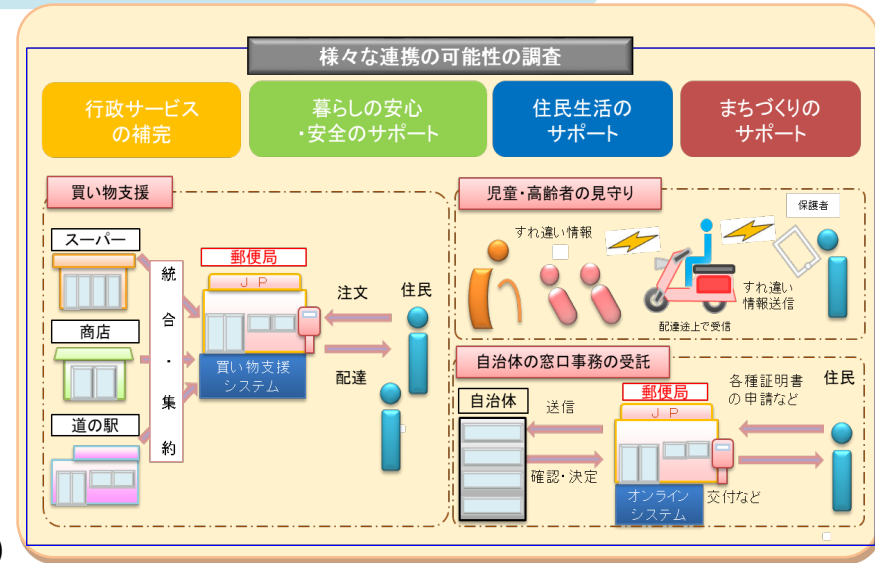 様々な連携の可能性の調査
行政サービス
の補完
暮らしの安心
・安全のサポート
住民生活の
サポート
まちづくりの
サポート
買い物支援
スーパー
商店
道の駅
統合・集約
郵便局
ＪＰ
買い物支援
システム
注文
配達
住民
児童・高齢者の見守り
すれ違い情報
保護者
すれ違い
情報送信
配達途上で受信
自治体の窓口事務の受託
自治体
送信
確認・決定
郵便局
ＪＰ
オンライン
システム
各種証明書
の申請など
交付など
住民
)